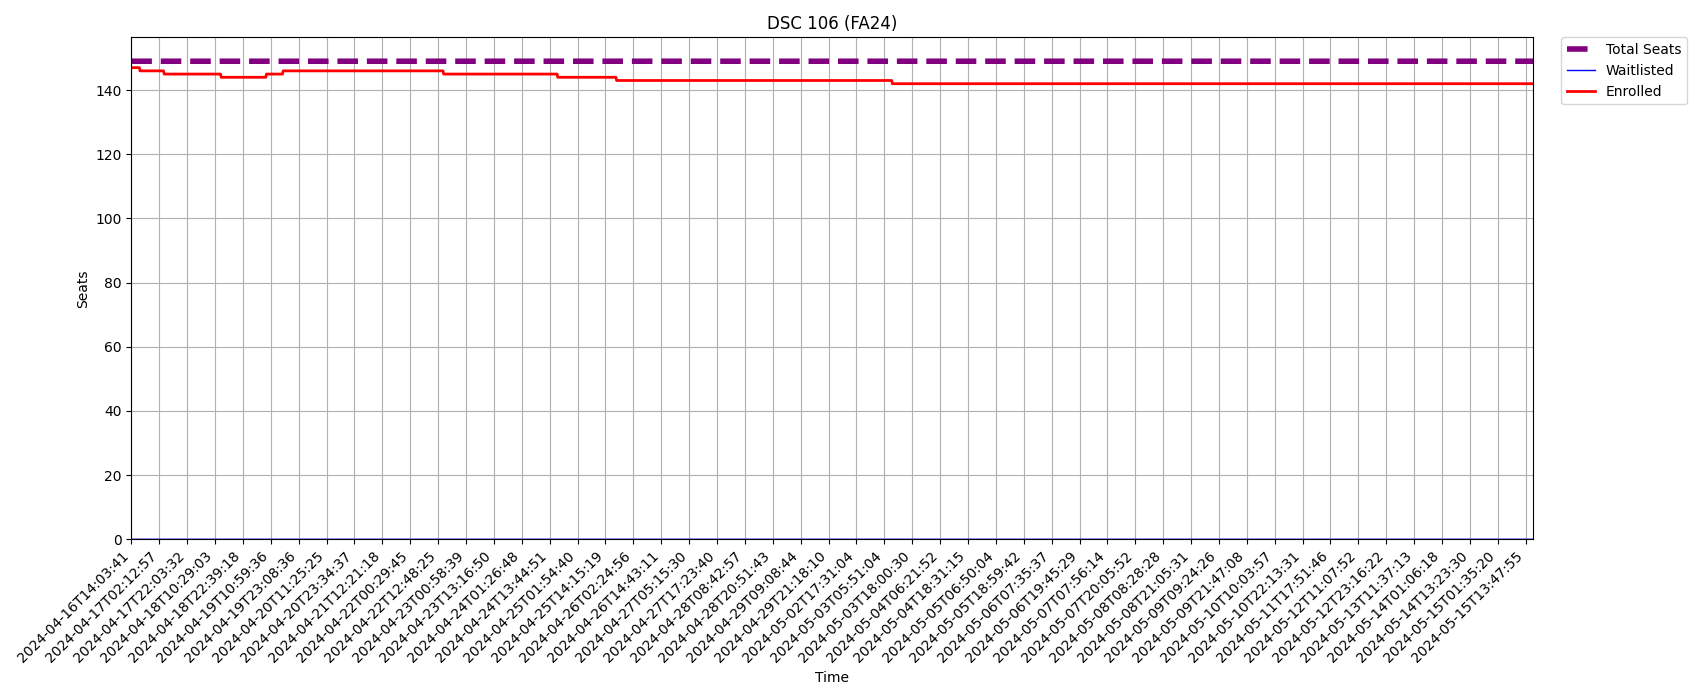 DSC 106 (FA24)
Total Seats
Waitlisted
Enrolled
Seats
140
120
100
80
60
40
20
0
2024-04-16T14:03:41
2024-04-17T02:12:57
2024-04-17T22:03:32
2024-04-18T10:29:03
2024-04-18T22:39:18
2024-04-19T10:59:36
2024-04-19T23:08:36
2024-04-20T11:25:25
2024-04-20T23:34:37
2024-04-21T12:21:18
2024-04-22T00:29:45
2024-04-22T12:48:25
2024-04-23T00:58:39
2024-04-23T13:16:50
2024-04-24T01:26:48
2024-04-24T13:44:51
2024-04-25T01:54:40
2024-04-25T14:15:19
2024-04-26T02:24:56
2024-04-26T14:43:11
2024-04-27T05:15:30
2024-04-27T17:23:40
2024-04-28T08:42:57
2024-04-28T20:51:43
2024-04-29T09:08:44
2024-04-29T21:18:10
2024-05-02T17:31:04
2024-05-03T05:51:04
2024-05-03T18:00:30
2024-05-04T06:21:52
2024-05-04T18:31:15
2024-05-05T06:50:04
2024-05-05T18:59:42
2024-05-06T07:35:37
2024-05-06T19:45:29
2024-05-07T07:56:14
2024-05-07T20:05:52
2024-05-08T08:28:28
2024-05-08T21:05:31
2024-05-09T09:24:26
2024-05-09T21:47:08
2024-05-10T10:03:57
2024-05-10T22:13:31
2024-05-11T17:51:46
2024-05-12T11:07:52
2024-05-12T23:16:22
2024-05-13T11:37:13
2024-05-14T01:06:18
2024-05-14T13:23:30
2024-05-15T01:35:20
2024-05-15T13:47:55
Time